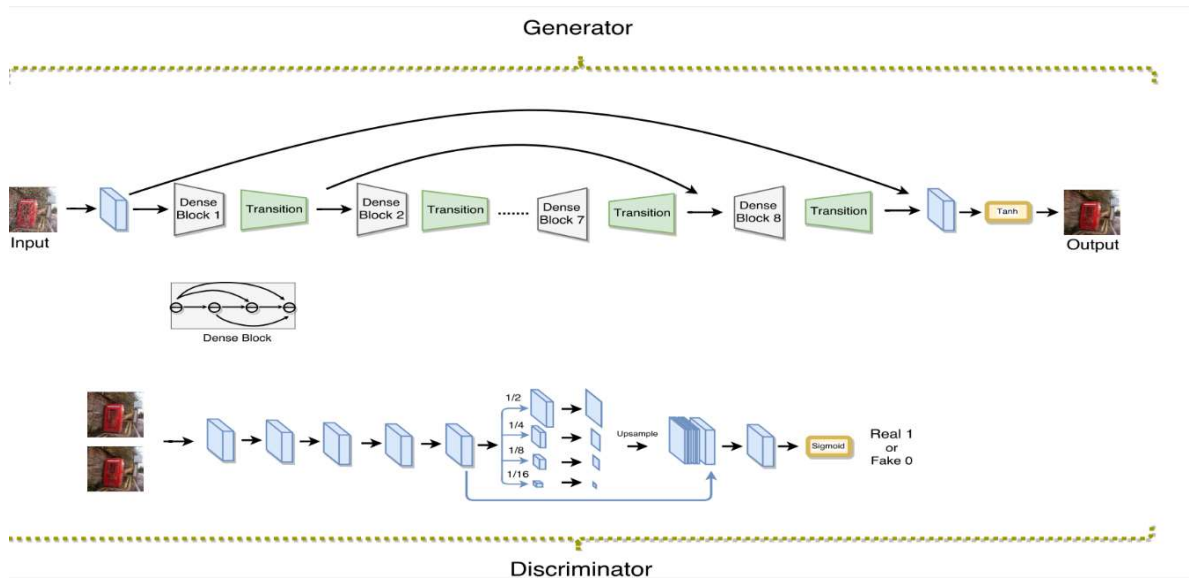 Generator
Input
Dense
Block 1
Transition
Dense
Block 2
Transition
Dense
Block 7
Transition
Dense
Block 8
Transition
Tanh
Output
Dense Block
1/2
1/4
1/8
1/16
Upsample
Sigmoid
Real 1
or
Fake 0
Discriminator